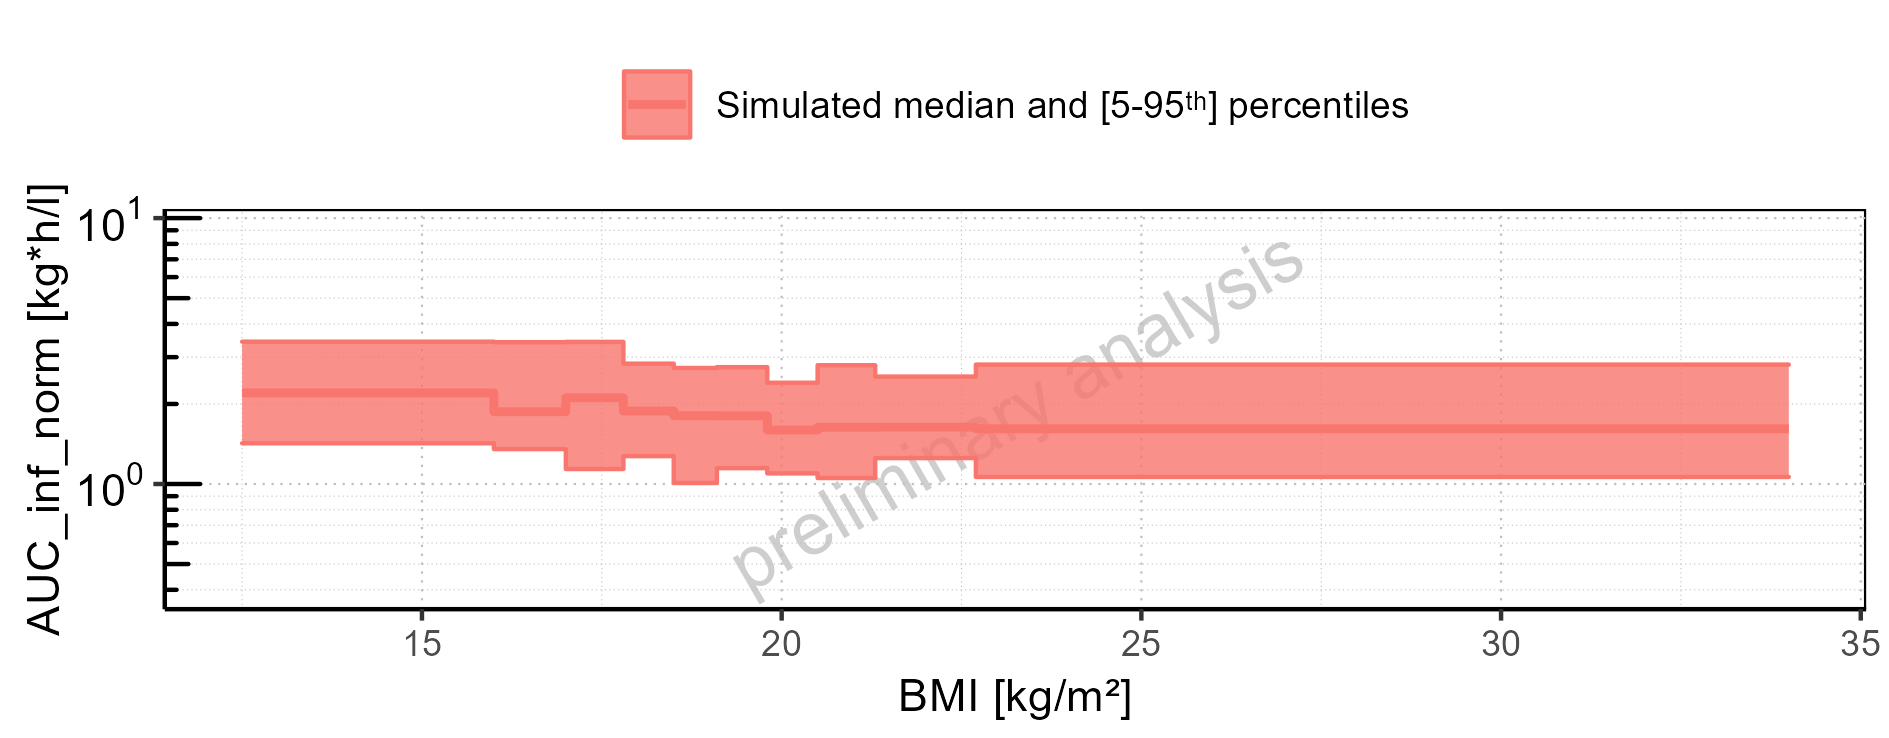 Simulated median and [5-95th] percentiles
AUC_inf_norm [kg*h/l]
10¹
10⁰
preliminary analysis
15 20 25 30 35
BMI [kg/m²]